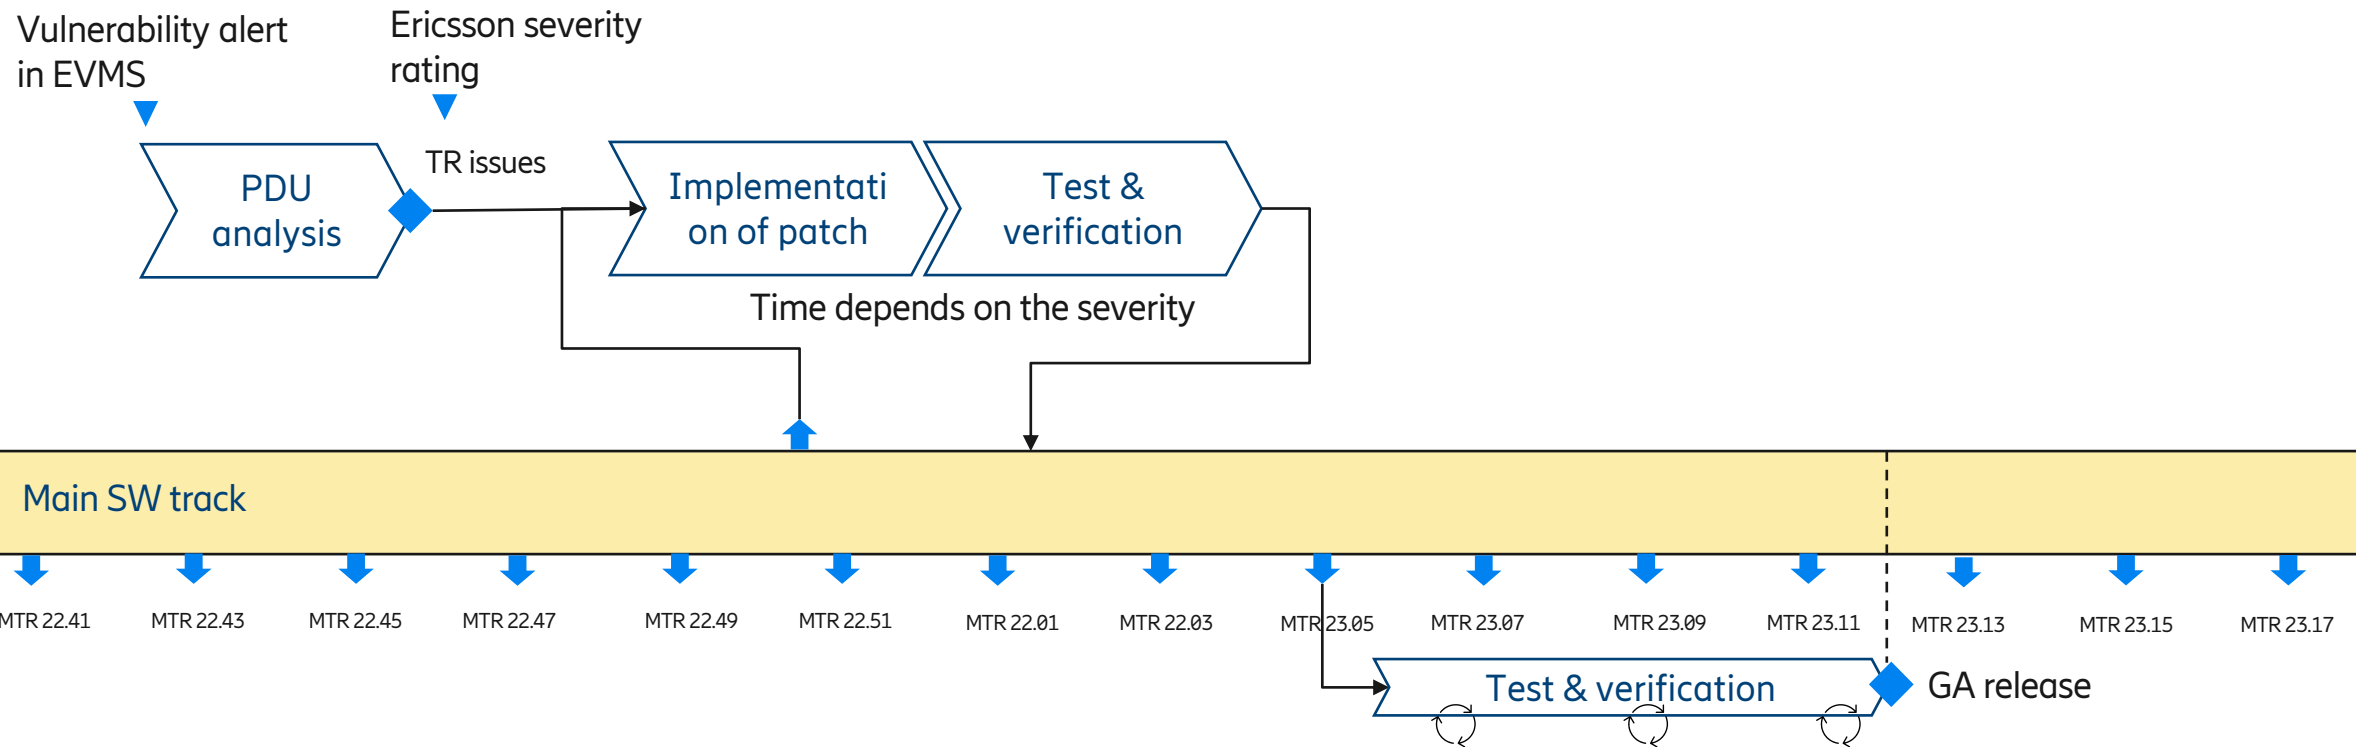 Vulnerability alert
in EVMS
Ericsson severity
rating
TR issues
PDU
analysis
Implementati
on of patch
Test &
verification
Time depends on the severity
Main SW track
MTR 22.41
MTR 22.43
MTR 22.45
MTR 22.47
MTR 22.49
MTR 22.51
MTR 22.01
MTR 22.03
MTR 23.05
MTR 23.07
MTR 23.09
MTR 23.11
MTR 23.13
MTR 23.15
MTR 23.17
Test & verification
GA release